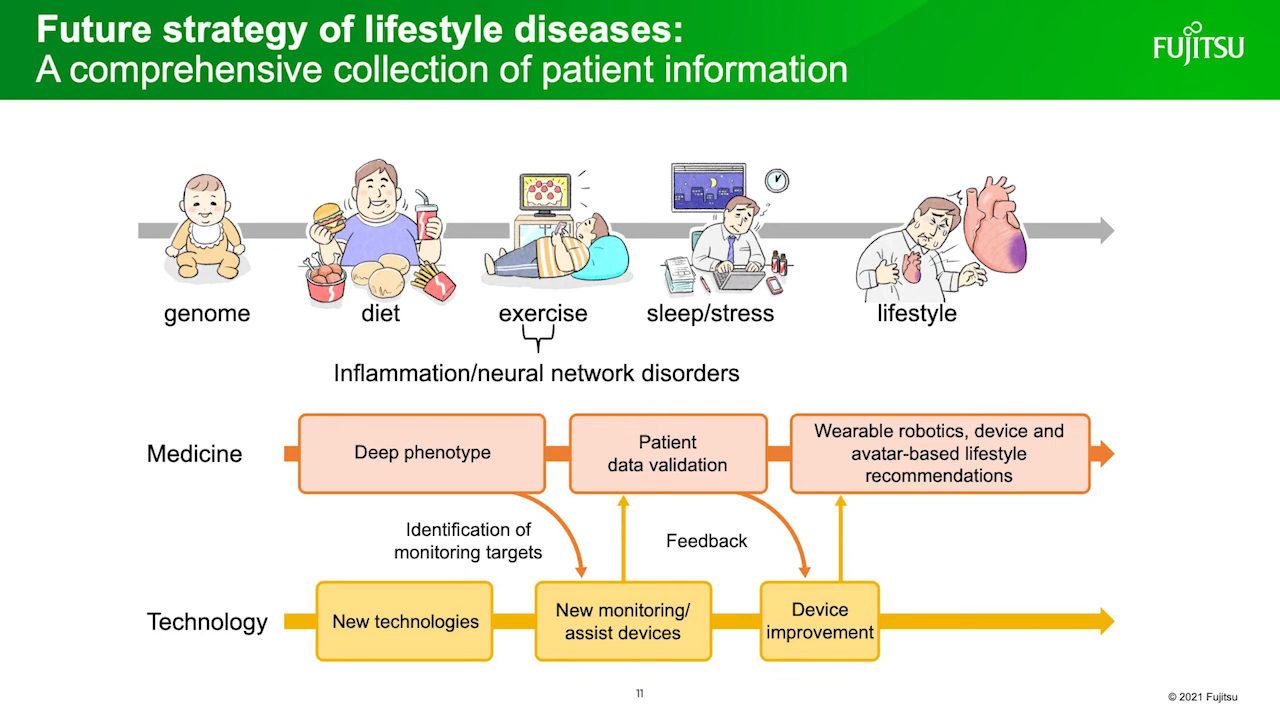 Future strategy of lifestyle diseases:
A comprehensive collection of patient information
FUJITSU
genome
diet
exercise
sleep/stress
lifestyle
Inflammation/neural network disorders
Medicine
Deep phenotype
Patient
data validation
Wearable robotics, device and
avatar-based lifestyle
recommendations
Identification of
monitoring targets
Feedback
Technology
New technologies
New monitoring/
assist devices
Device
improvement
11
© 2021 Fujitsu